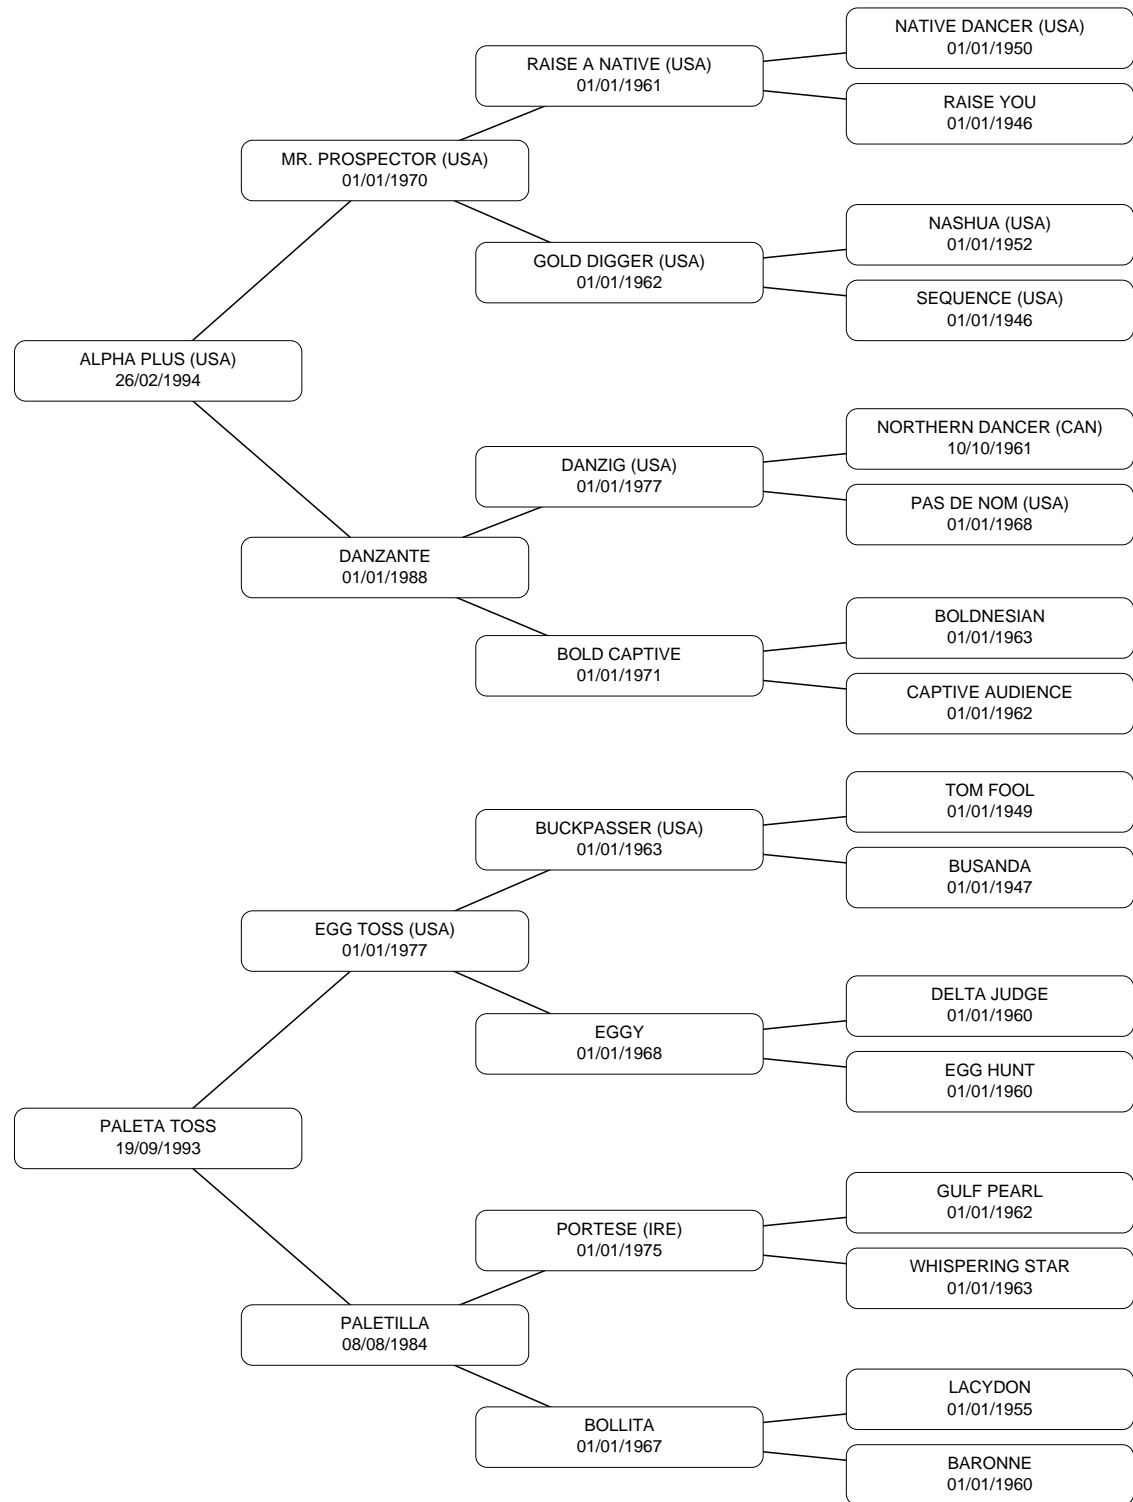 NATIVE DANCER (USA)
01/01/1950
RAISE A NATIVE (USA)
01/01/1961
RAISE YOU
01/01/1946
MR. PROSPECTOR (USA)
01/01/1970
NASHUA (USA)
01/01/1952
GOLD DIGGER (USA)
01/01/1962
SEQUENCE (USA)
01/01/1946
ALPHA PLUS (USA)
26/02/1994
NORTHERN DANCER (CAN)
10/10/1961
DANZIG (USA)
01/01/1977
PAS DE NOM (USA)
01/01/1968
DANZANTE
01/01/1988
BOLDNESIAN
01/01/1963
BOLD CAPTIVE
01/01/1971
CAPTIVE AUDIENCE
01/01/1962
TOM FOOL
01/01/1949
BUCKPASSER (USA)
01/01/1963
BUSANDA
01/01/1947
EGG TOSS (USA)
01/01/1977
DELTA JUDGE
01/01/1960
EGGY
01/01/1968
EGG HUNT
01/01/1960
PALETA TOSS
19/09/1993
GULF PEARL
01/01/1962
PORTESE (IRE)
01/01/1975
WHISPERING STAR
01/01/1963
PALETILLA
08/08/1984
LACYDON
01/01/1955
BOLLITA
01/01/1967
BARONNE
01/01/1960